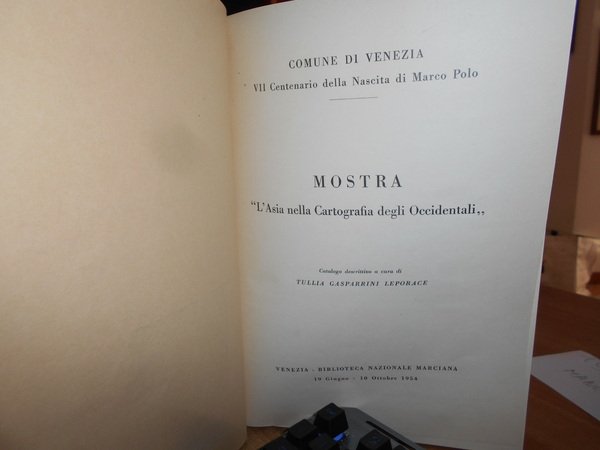 COMUNE DI VENEZIA
VII Centenario della Nascita di Marco Polo
MOSTRA
“L'Asia nella Cartografia degli Occidentali„
Catalogo descrittivo a cura di
TULLIA GASPARRINI LEPORACE
VENEZIA - BIBLIOTECA NAZIONALE MARCIANA
19 Giugno - 10 Ottobre 1954